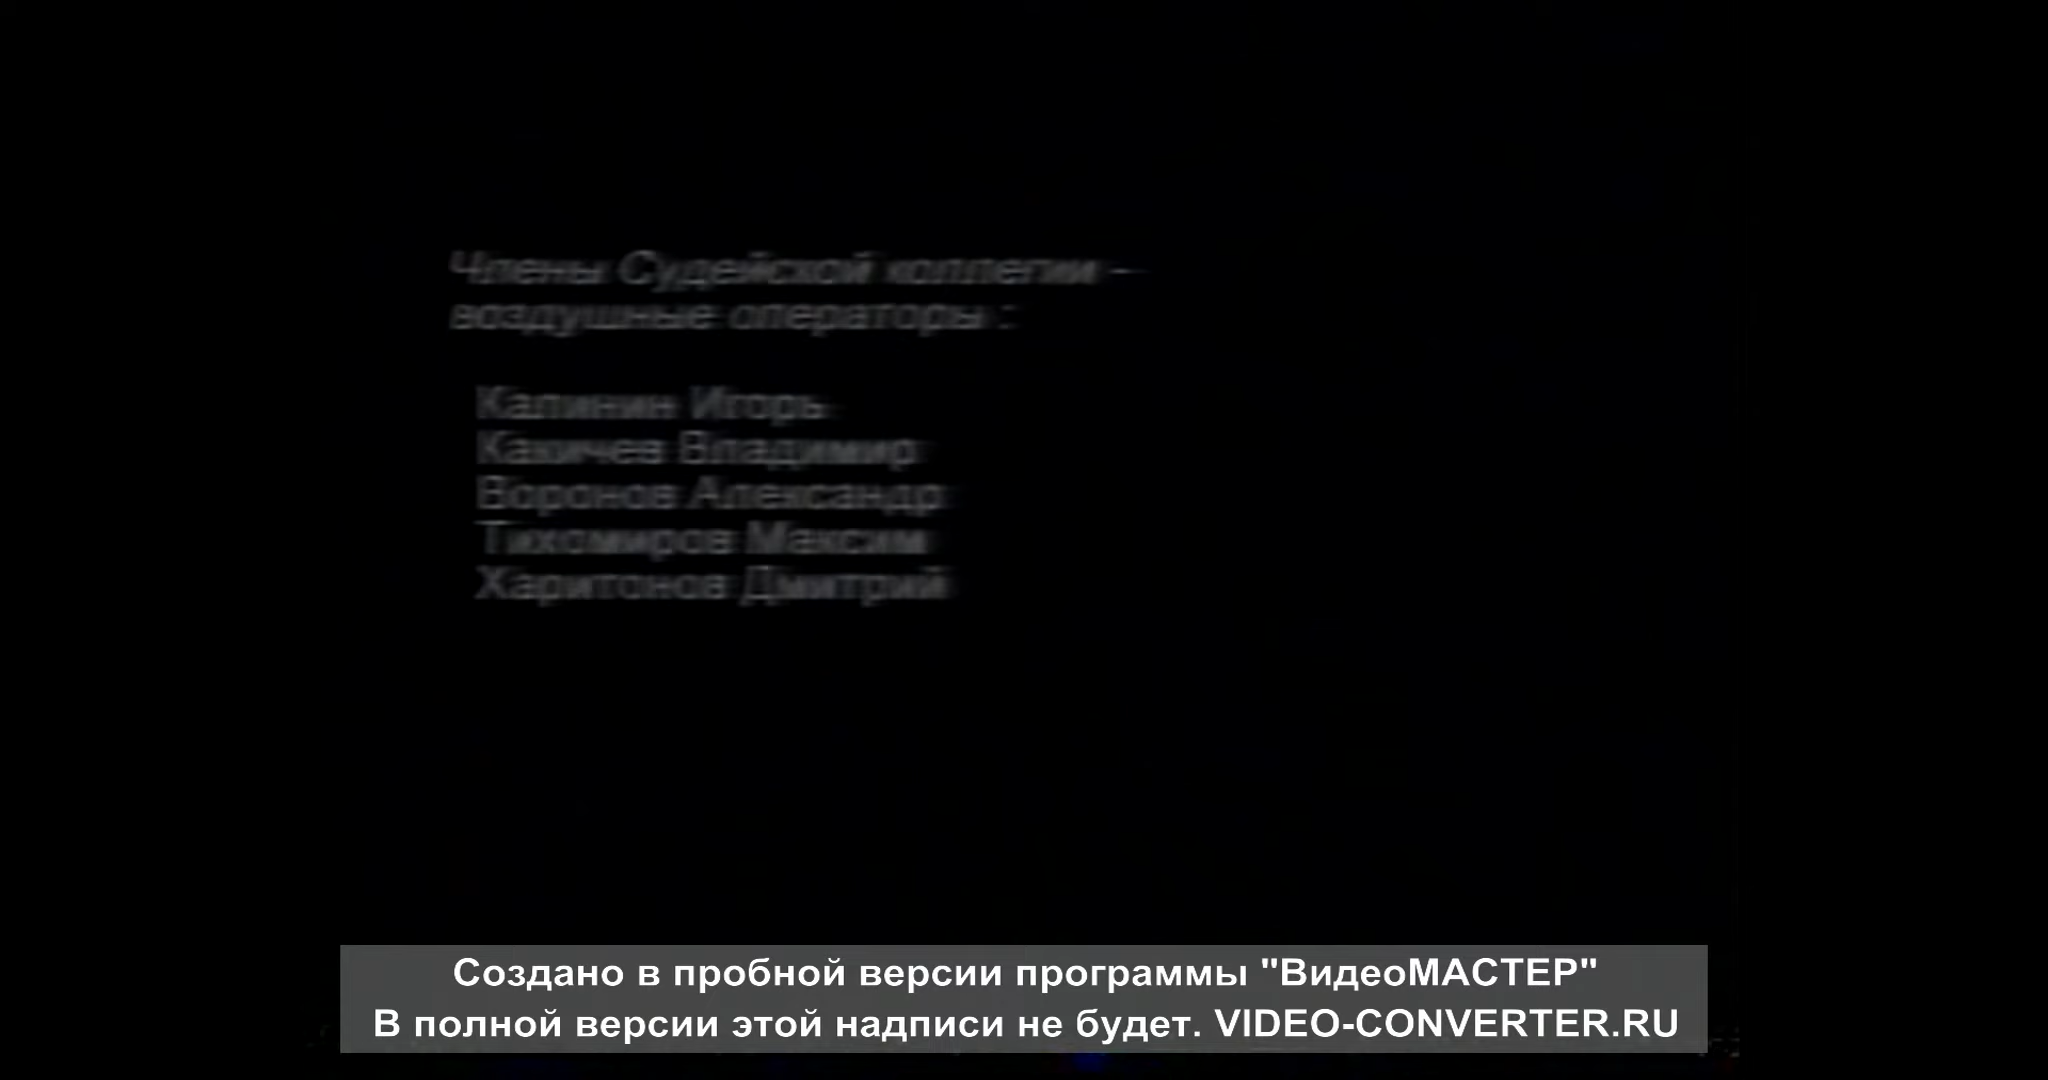 Члены Судейской коллегии -
воздушные операторы :
Калинин Игорь
Какичев Владимир
Воронов Александр
Тихомиров Максим
Харитонов Дмитрий
Создано в пробной версии программы "ВидеоМАСТЕР"
В полной версии этой надписи не будет. VIDEO-CONVERTER.RU